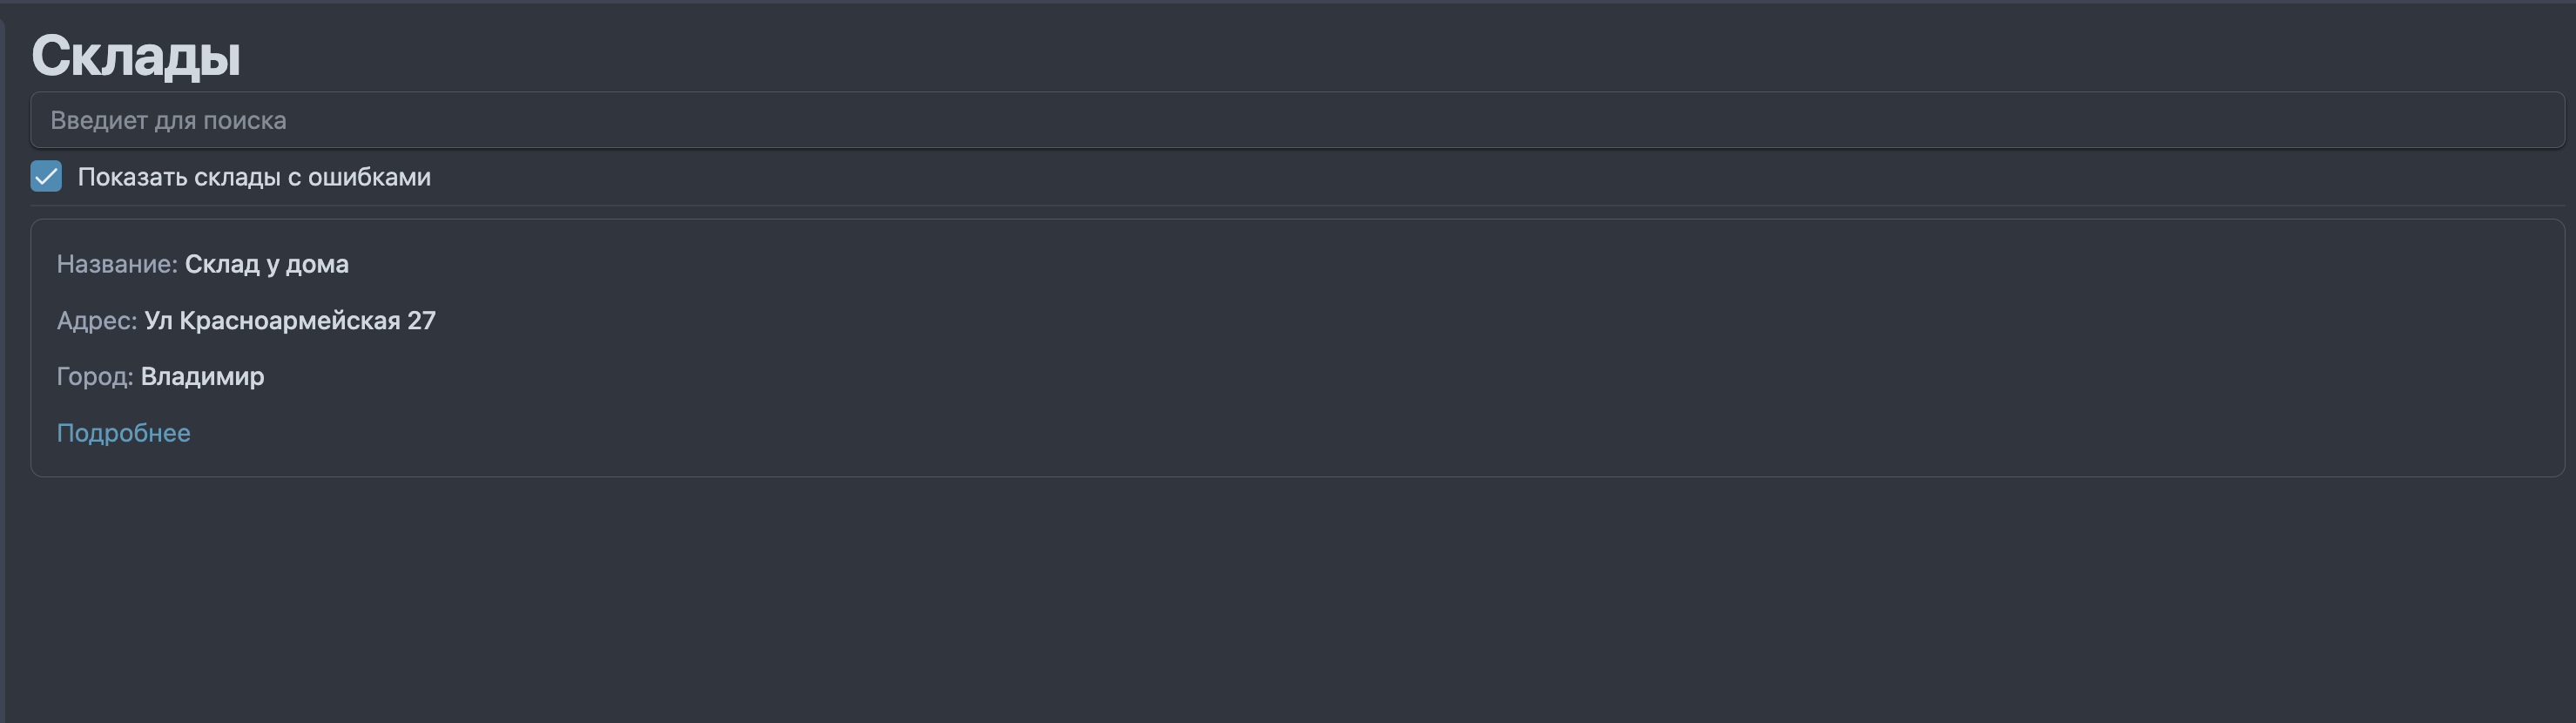 Склады
Введиет для поиска
Показать склады с ошибками
Название: Склад у дома
Адрес: Ул Красноармейская 27
Город: Владимир
Подробнее